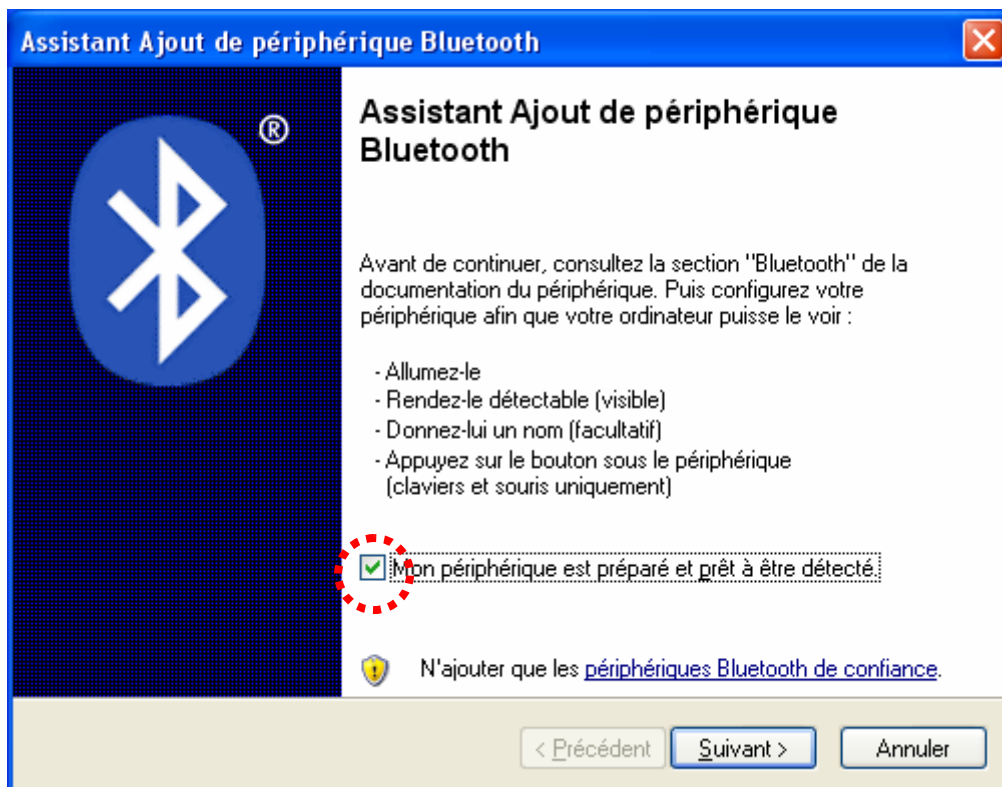 Assistant Ajout de périphérique Bluetooth
®
Assistant Ajout de périphérique
Bluetooth
Avant de continuer, consultez la section "Bluetooth" de la
documentation du périphérique. Puis configurez votre
périphérique afin que votre ordinateur puisse le voir :
- Allumez-le
- Rendez-le détectable (visible)
- Donnez-lui un nom (facultatif)
- Appuyez sur le bouton sous le périphérique
(claviers et souris uniquement)
Mon périphérique est préparé et prêt à être détecté.
N'ajouter que les périphériques Bluetooth de confiance.
< Précédent Suivant > Annuler